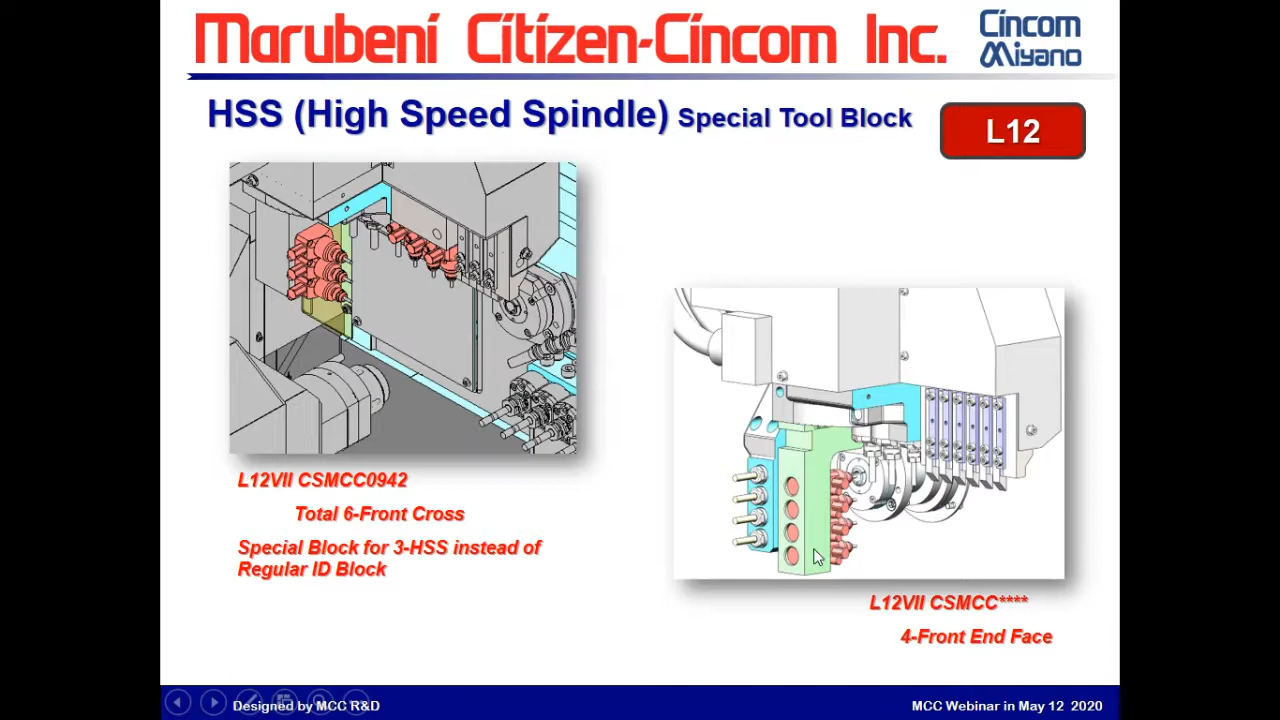 Marubeni Citizen-Cincom Inc.
Cincom
Miyano
HSS (High Speed Spindle) Special Tool Block
L12
L12VII CSMCC0942
Total 6-Front Cross
Special Block for 3-HSS instead of
Regular ID Block
L12VII CSMCC****
4-Front End Face
Designed by MCC R&D
MCC Webinar in May 12 2020